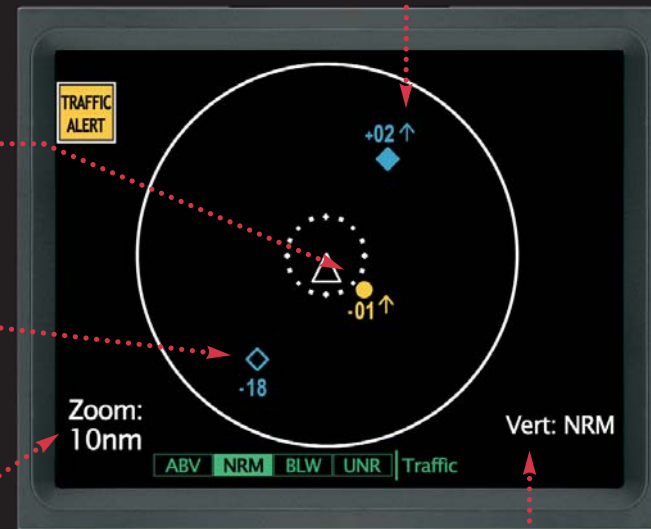 TRAFFIC
ALERT
+02↑
-01↑
-18
Zoom:
10nm
Vert: NRM
ABV NRM BLW UNR Traffic